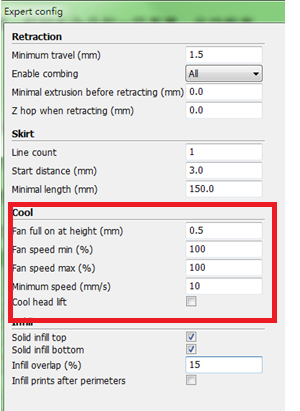 Expert config
Retraction
Minimum travel (mm) 1.5
Enable combing All
Minimal extrusion before retracting (mm) 0.0
Z hop when retracting (mm) 0.0
Skirt
Line count 1
Start distance (mm) 3.0
Minimal length (mm) 150.0
Cool
Fan full on at height (mm) 0.5
Fan speed min (%) 100
Fan speed max (%) 100
Minimum speed (mm/s) 10
Cool head lift
Infill
Solid infill top
Solid infill bottom
Infill overlap (%) 15
Infill prints after perimeters